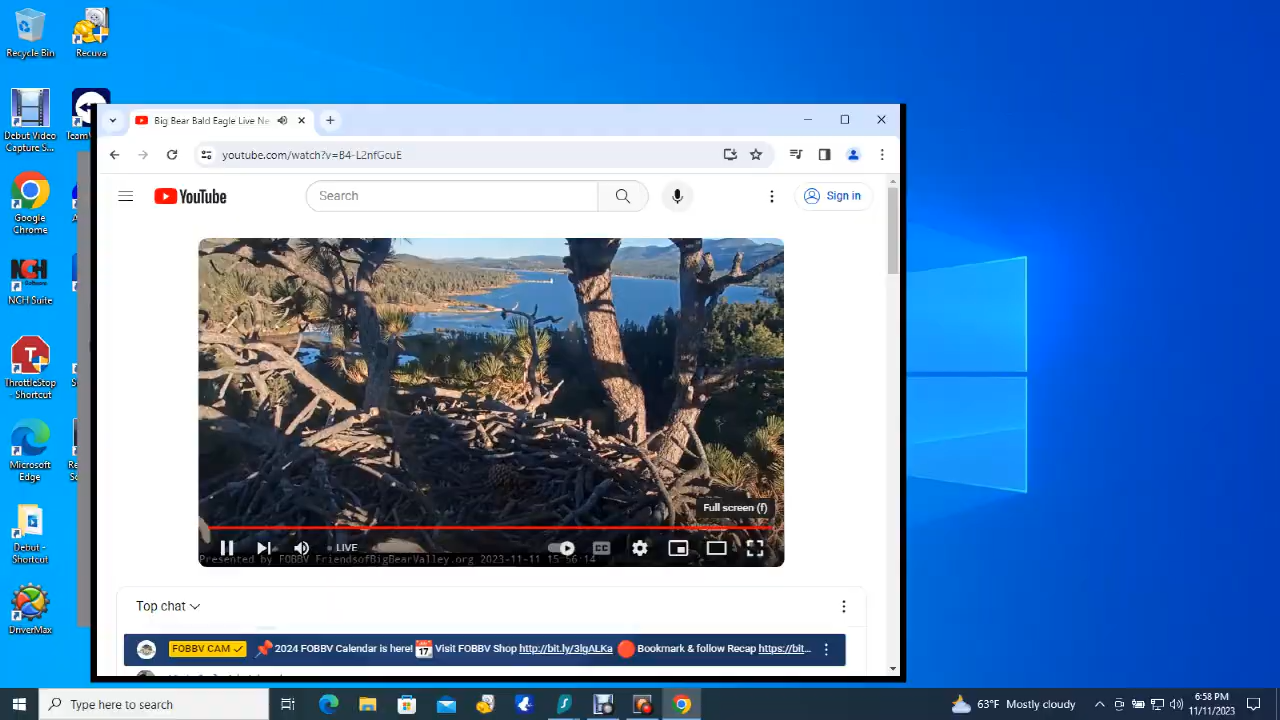 Recycle Bin
Recuva
Debut Video
Capture S...
Google
Chrome
NCH
NCH Suite
T
ThrottleStop
- Shortcut
Microsoft
Edge
Debut -
Shortcut
DriverMax
Big Bear Bald Eagle Live Ne
youtube.com/watch?v=B4-L2nfGcuE
YouTube
Search
Sign in
Full screen (f)
LIVE
CC
Presented by FOBBV FriendsofBigBearValley.org 2023-11-11 15:56:14
Top chat
FOBBV CAM ✓ 📌2024 FOBBV Calendar is here! 📅 Visit FOBBV Shop http://bit.ly/3lgALKa 🔴 Bookmark & follow Recap https://bit...
Type here to search
63°F Mostly cloudy
6:58 PM
11/11/2023